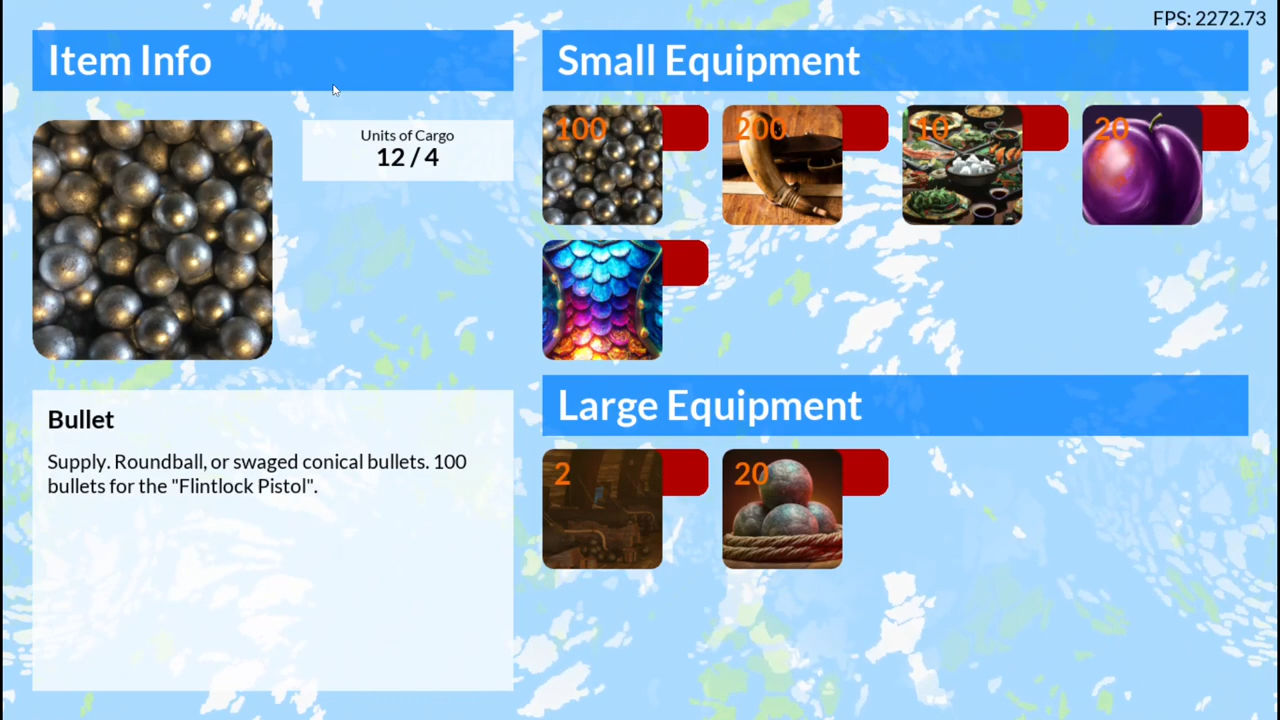 FPS: 2272.73
Item Info
Units of Cargo
12 / 4
Bullet
Supply. Roundball, or swaged conical bullets. 100
bullets for the "Flintlock Pistol".
Small Equipment
100
200
10
20
Large Equipment
2
20